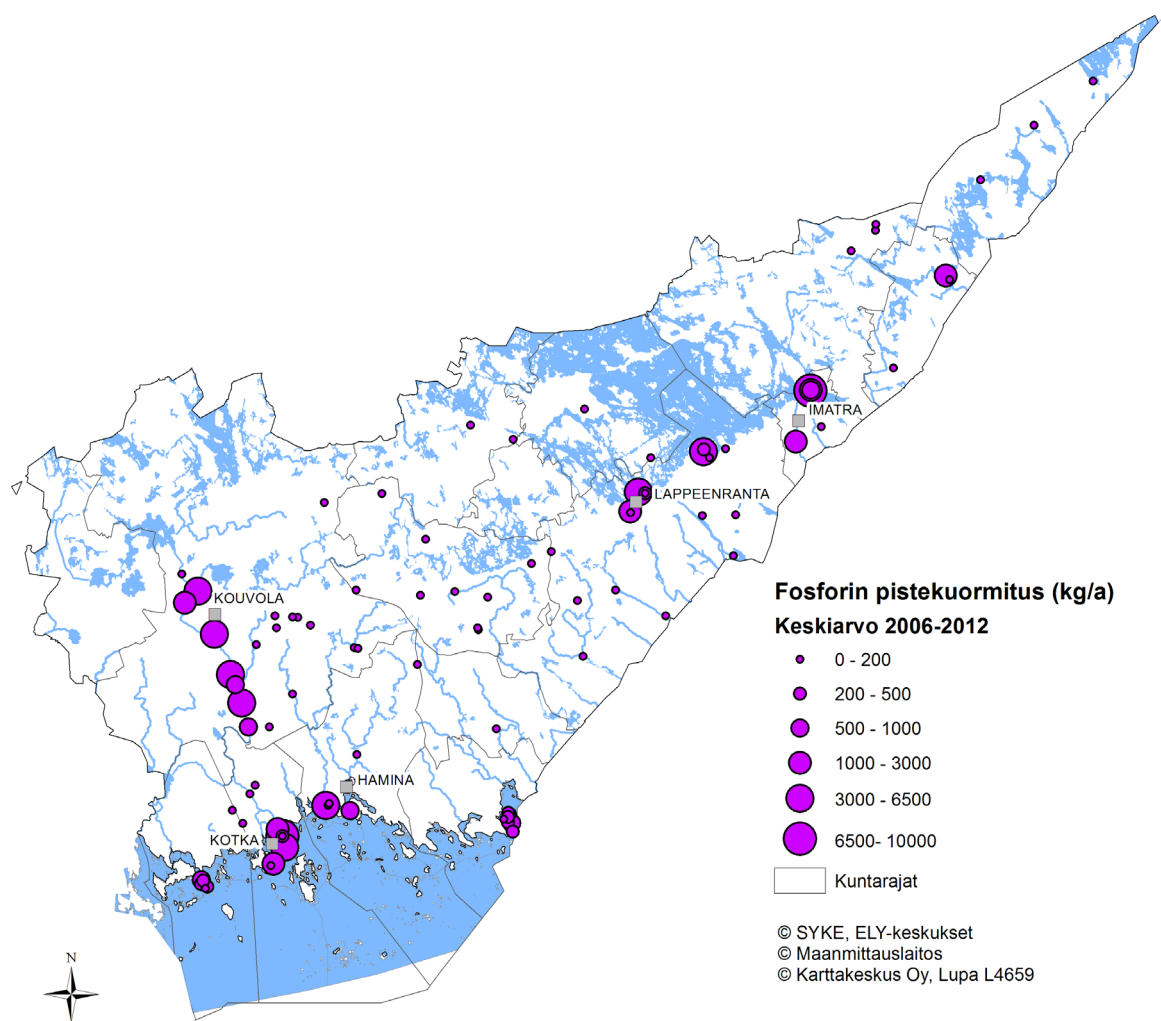 IMATRA
LAPPEENRANTA
KOUVOLA
HAMINA
KOTKA
Fosforin pistekuormitus (kg/a)
Keskiarvo 2006-2012
0 - 200
200 - 500
500 - 1000
1000 - 3000
3000 - 6500
6500- 10000
Kuntarajat
© SYKE, ELY-keskukset
© Maanmittauslaitos
© Karttakeskus Oy, Lupa L4659
N